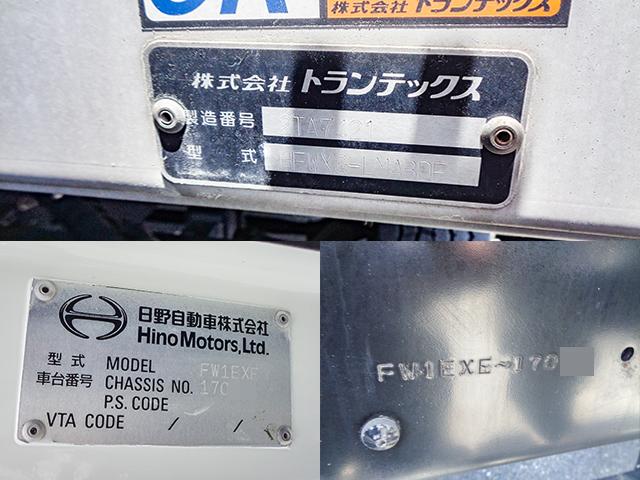 株式会社 トランテックス
株式会社 トランテックス
製造番号
型式
日野自動車株式会社
Hino Motors, Ltd.
型式 MODEL FW1EXE
車台番号 CHASSIS NO. 170
P.S. CODE
VTA CODE / /
FW1EXE-170